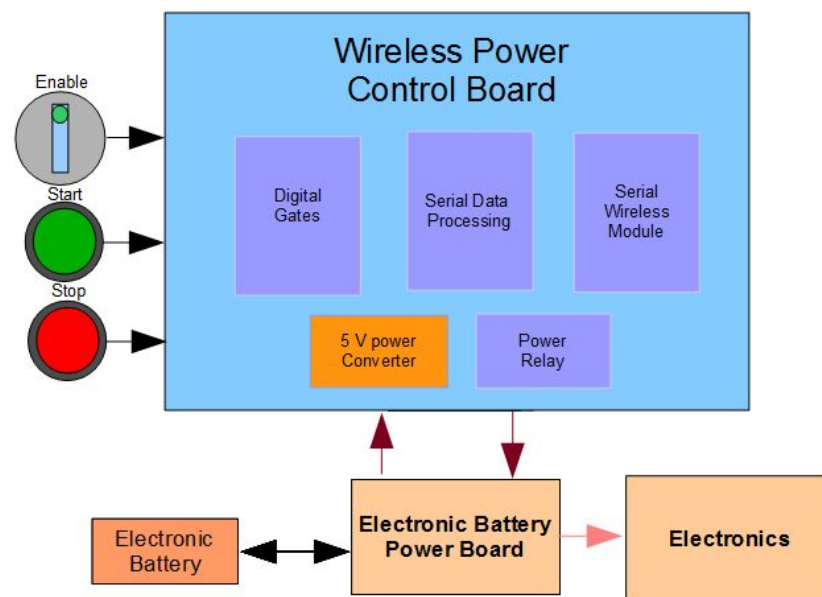 Wireless Power
Control Board
Enable
Start
Stop
Digital
Gates
Serial Data
Processing
Serial
Wireless
Module
5 V power
Converter
Power
Relay
Electronic
Battery
Electronic Battery
Power Board
Electronics